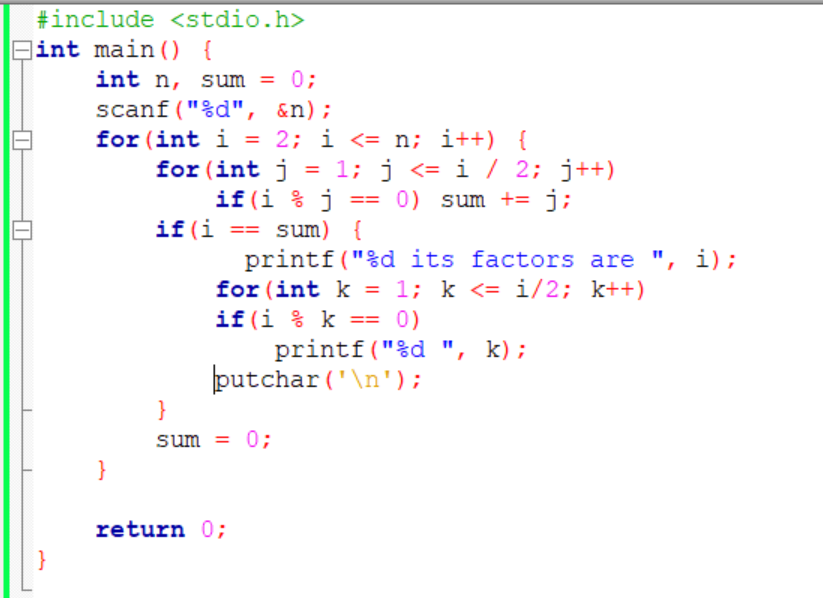 #include <stdio.h>
int main() {
    int n, sum = 0;
    scanf("%d", &n);
    for(int i = 2; i <= n; i++) {
        for(int j = 1; j <= i / 2; j++)
            if(i % j == 0) sum += j;
        if(i == sum) {
              printf("%d its factors are ", i);
            for(int k = 1; k <= i/2; k++)
            if(i % k == 0)
                printf("%d ", k);
            putchar('\n');
        }
        sum = 0;
    }

    return 0;
}